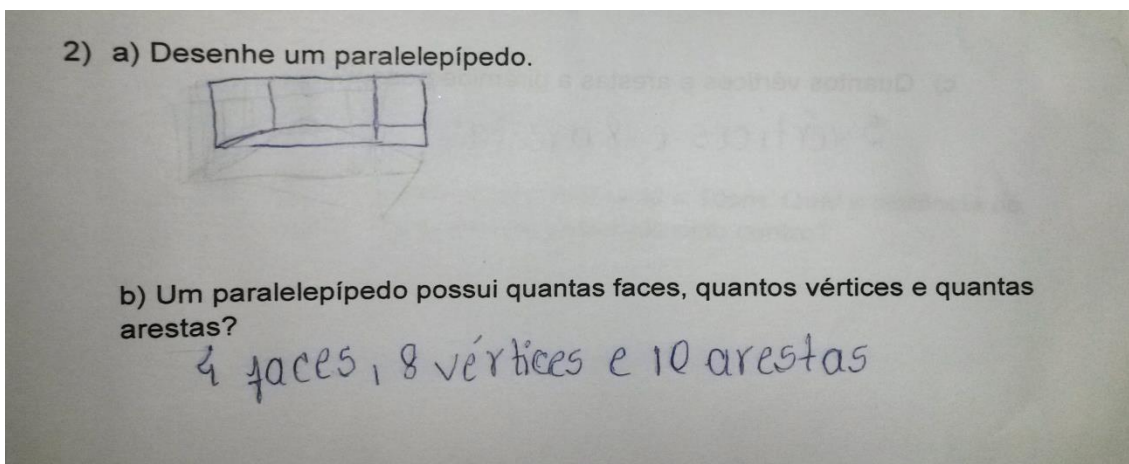 2) a) Desenhe um paralelepípedo.
b) Um paralelepípedo possui quantas faces, quantos vértices e quantas
arestas?
4 faces, 8 vértices e 10 arestas